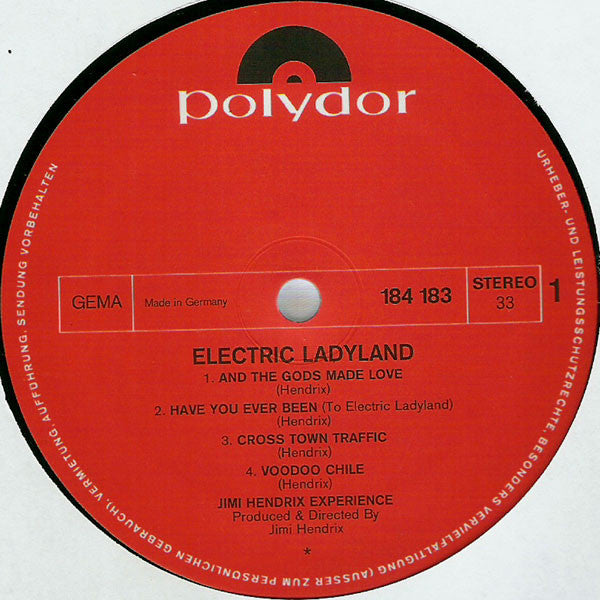 polydor
GEMA
Made in Germany
184 183
STEREO
33
1
ELECTRIC LADYLAND
1. AND THE GODS MADE LOVE
(Hendrix)
2. HAVE YOU EVER BEEN (To Electric Ladyland)
(Hendrix)
3. CROSS TOWN TRAFFIC
(Hendrix)
4. VOODOO CHILE
(Hendrix)
JIMI HENDRIX EXPERIENCE
Produced & Directed By
Jimi Hendrix
*
URHEBER- UND LEISTUNGSSCHUTZRECHTE, BESONDERS VERVIELFÄLTIGUNG (AUSSER ZUM PERSÖNLICHEN GEBRAUCH), VERMIETUNG, AUFFÜHRUNG, SENDUNG VORBEHALTEN